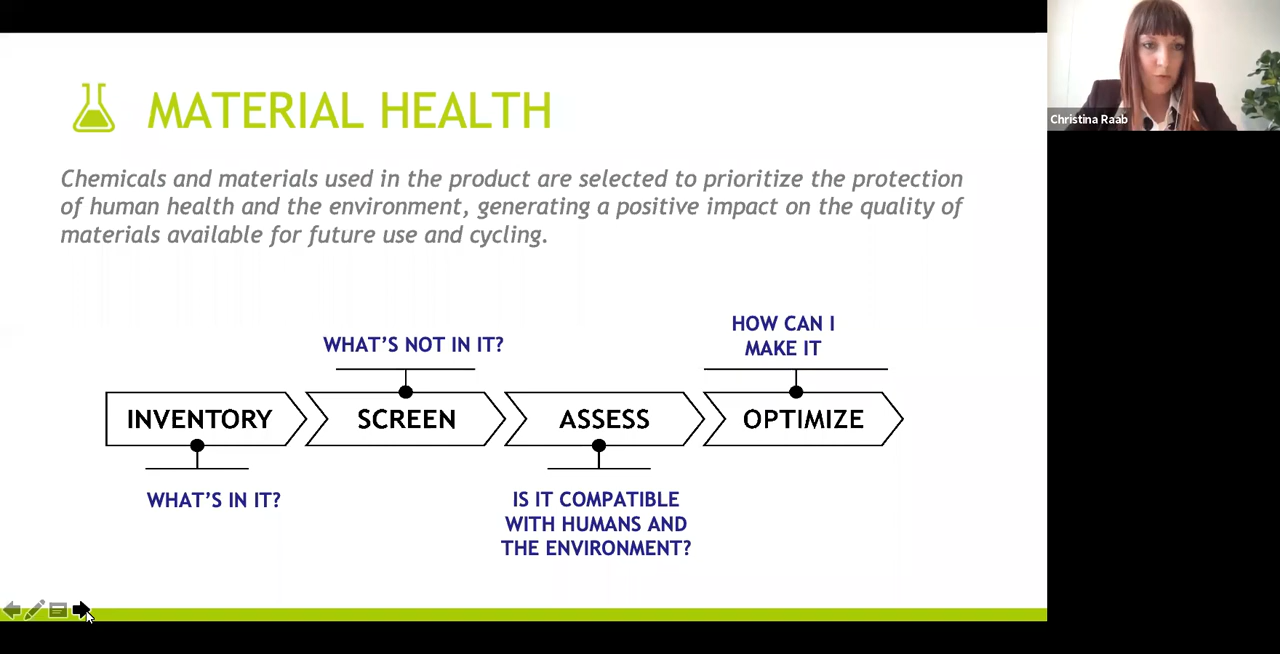 MATERIAL HEALTH
Christina Raab
Chemicals and materials used in the product are selected to prioritize the protection
of human health and the environment, generating a positive impact on the quality of
materials available for future use and cycling.
HOW CAN I
MAKE IT
WHAT'S NOT IN IT?
INVENTORY
SCREEN
ASSESS
OPTIMIZE
WHAT'S IN IT?
IS IT COMPATIBLE
WITH HUMANS AND
THE ENVIRONMENT?